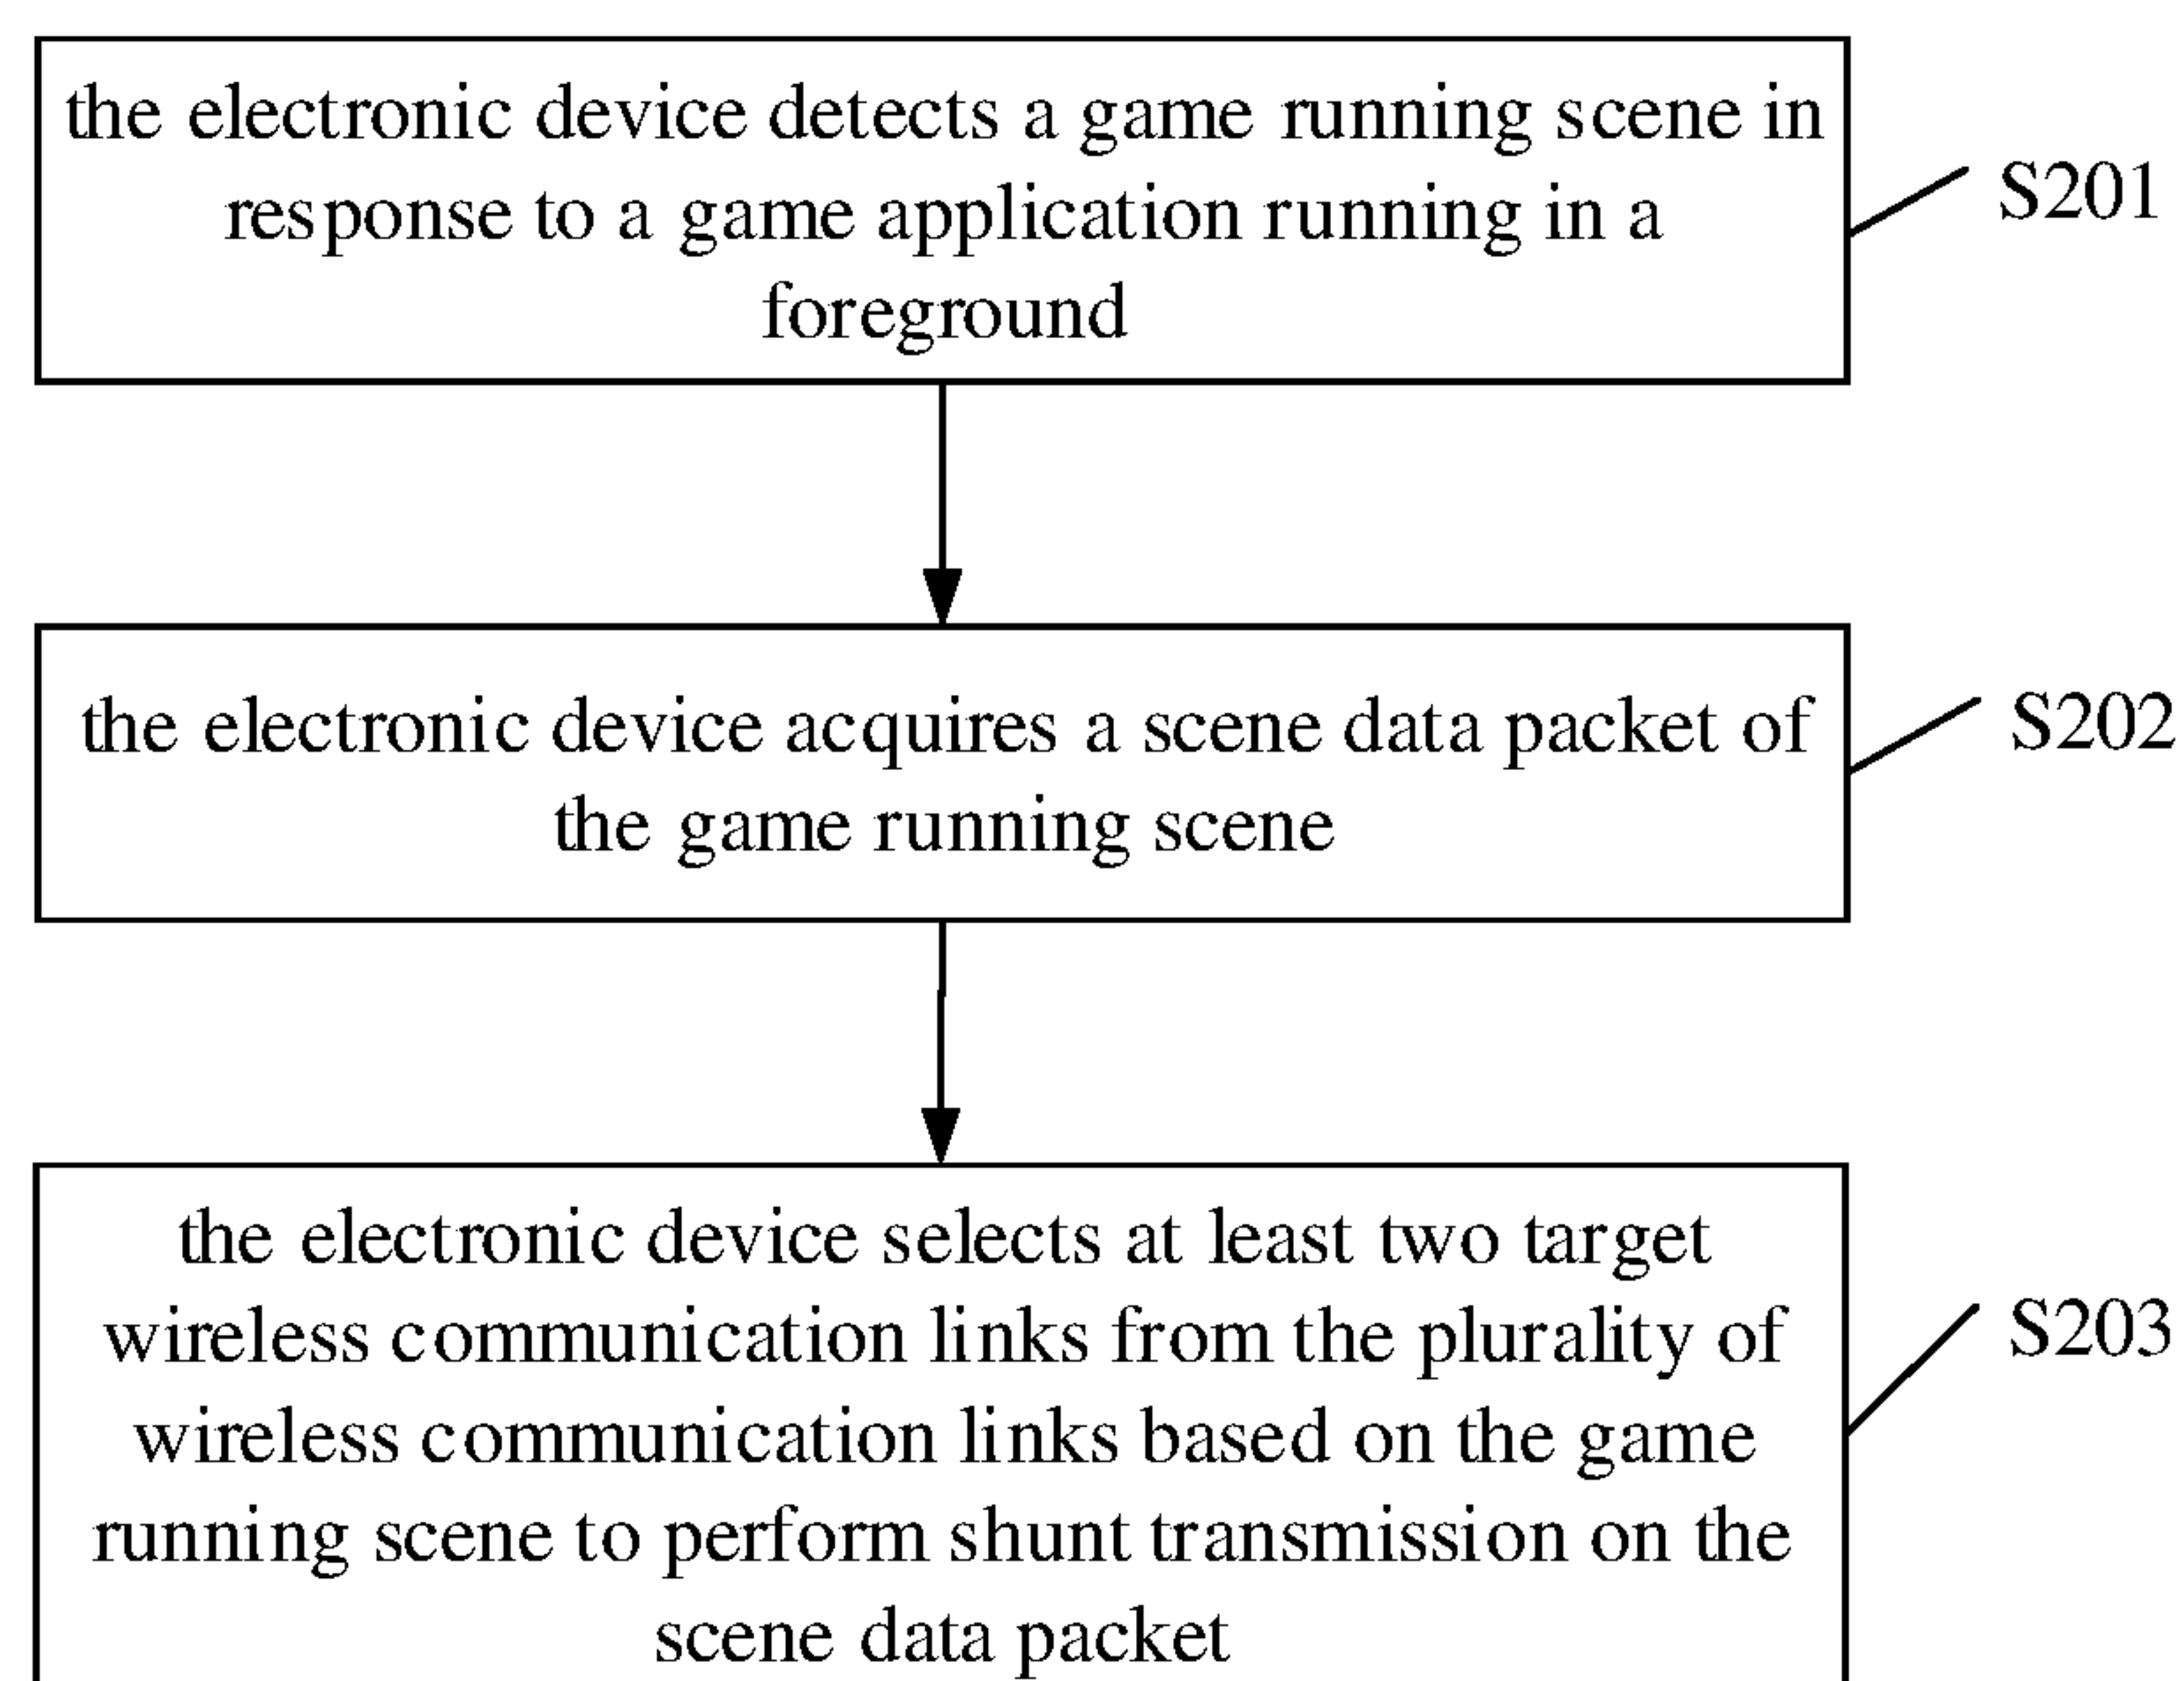 the electronic device detects a game running scene in
response to a game application running in a
foreground
S201
the electronic device acquires a scene data packet of
the game running scene
S202
the electronic device selects at least two target
wireless communication links from the plurality of
wireless communication links based on the game
running scene to perform shunt transmission on the
scene data packet
S203